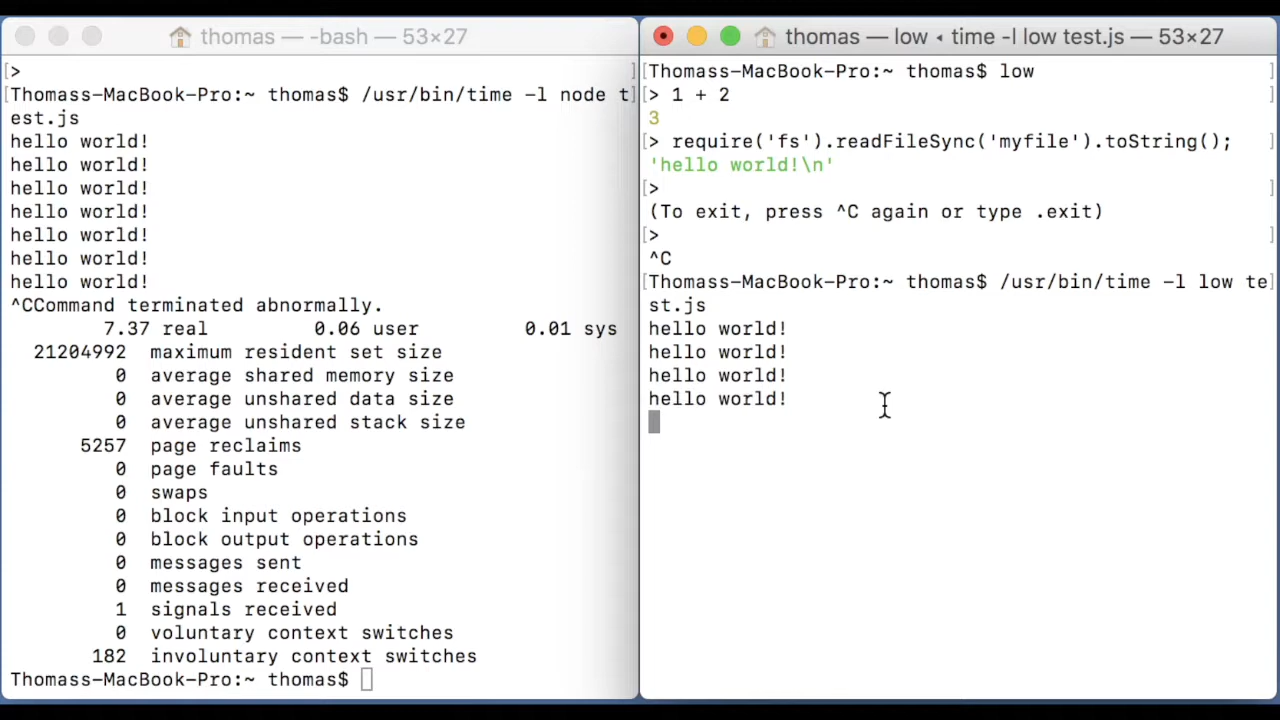 thomas — -bash — 53×27
[>
[Thomass-MacBook-Pro:~ thomas$ /usr/bin/time -l node t]
est.js
hello world!
hello world!
hello world!
hello world!
hello world!
hello world!
hello world!
^CCommand terminated abnormally.
7.37 real 0.06 user 0.01 sys
21204992 maximum resident set size
0 average shared memory size
0 average unshared data size
0 average unshared stack size
5257 page reclaims
0 page faults
0 swaps
0 block input operations
0 block output operations
0 messages sent
0 messages received
1 signals received
0 voluntary context switches
182 involuntary context switches
Thomass-MacBook-Pro:~ thomas$
thomas — low ◂ time -l low test.js — 53×27
[Thomass-MacBook-Pro:~ thomas$ low ]
[> 1 + 2 ]
3
[> require('fs').readFileSync('myfile').toString(); ]
'hello world!\n'
[> ]
(To exit, press ^C again or type .exit)
[> ]
^C
[Thomass-MacBook-Pro:~ thomas$ /usr/bin/time -l low te]
st.js
hello world!
hello world!
hello world!
hello world!